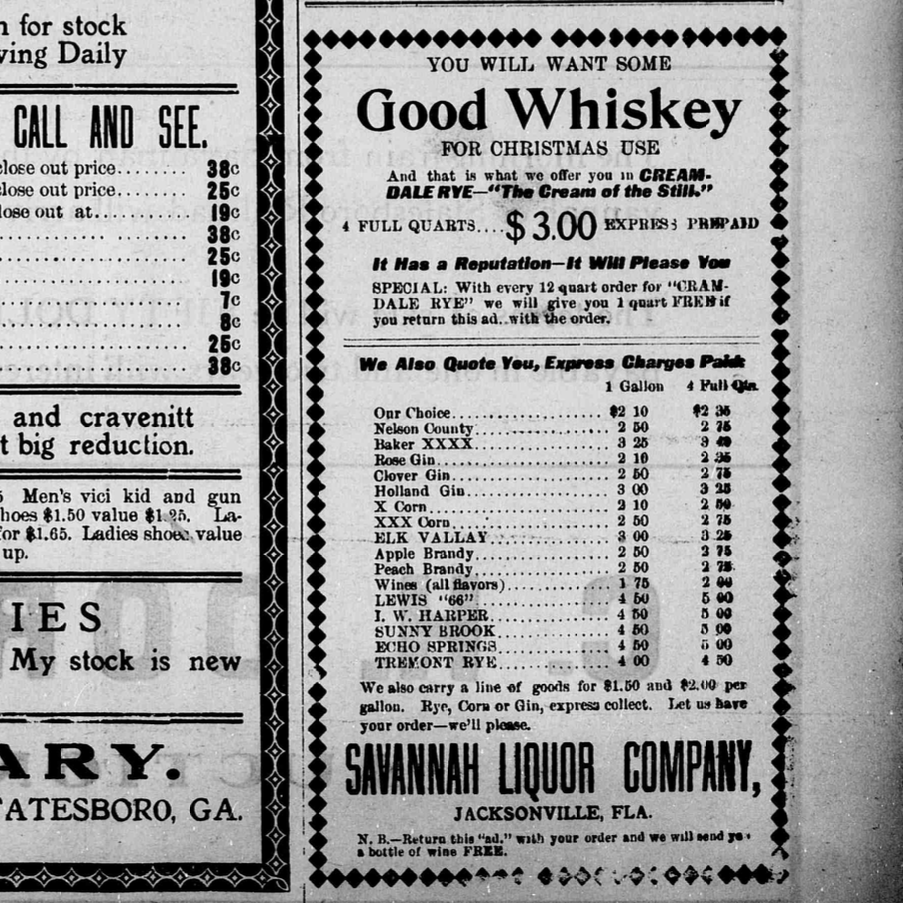 n for stock
ving Daily
CALL AND SEE.
close out price....... 38c
close out price....... 25c
lose out at.......... 19c
38c
25c
19c
7c
8c
25c
38c
and cravenitt
t big reduction.
5 Men's vici kid and gun
hoes $1.50 value $1.25. La-
for $1.65. Ladies shoes value
up.
IES
My stock is new
ARY.
TATESBORO, GA.
YOU WILL WANT SOME
Good Whiskey
FOR CHRISTMAS USE
And that is what we offer you in CREAM-
DALE RYE—"The Cream of the Still."
4 FULL QUARTS....$3.00 EXPRESS PREPAID
It Has a Reputation—It Will Please You
SPECIAL: With every 12 quart order for "CRAM-
DALE RYE" we will give you 1 quart FREE if
you return this ad..with the order.
We Also Quote You, Express Charges Paid:
1 Gallon 4 Full Qts.
Our Choice........ $2 10 $2 35
Nelson County........ 2 50 2 75
Baker XXXX........ 3 25 3
Rose Gin........ 2 10 2 35
Clover Gin........ 2 50 2 75
Holland Gin........ 3 00 3 25
X Corn........ 2 10 2
XXX Corn........ 2 50 2 75
ELK VALLAY........ 3 00 3 25
Apple Brandy........ 2 50 2 75
Peach Brandy........ 2 50 2 75
Wines (all flavors)........ 1 75 2 00
LEWIS "66"........ 4 50 5 00
I. W. HARPER........ 4 50 5 00
SUNNY BROOK........ 4 50 5 00
ECHO SPRINGS........ 4 50 5 00
TREMONT RYE........ 4 00 4 50
We also carry a line of goods for $1.50 and $2.00 per
gallon. Rye, Corn or Gin, express collect. Let us have
your order—we'll please.
SAVANNAH LIQUOR COMPANY,
JACKSONVILLE, FLA.
N. B.—Return this "ad." with your order and we will send you
a bottle of wine FREE.